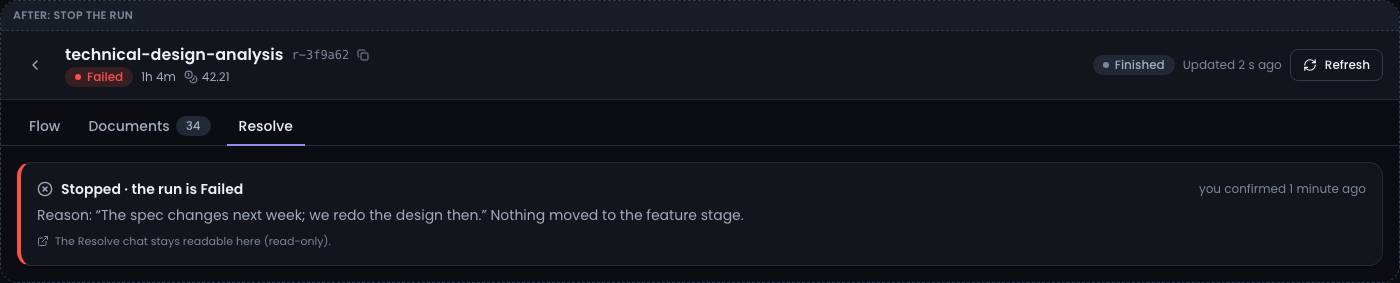 AFTER: STOP THE RUN
technical-design-analysis r-3f9a62
Failed 1h 4m 42.21
Finished Updated 2 s ago Refresh
Flow Documents 34 Resolve
Stopped · the run is Failed you confirmed 1 minute ago
Reason: “The spec changes next week; we redo the design then.” Nothing moved to the feature stage.
The Resolve chat stays readable here (read-only).